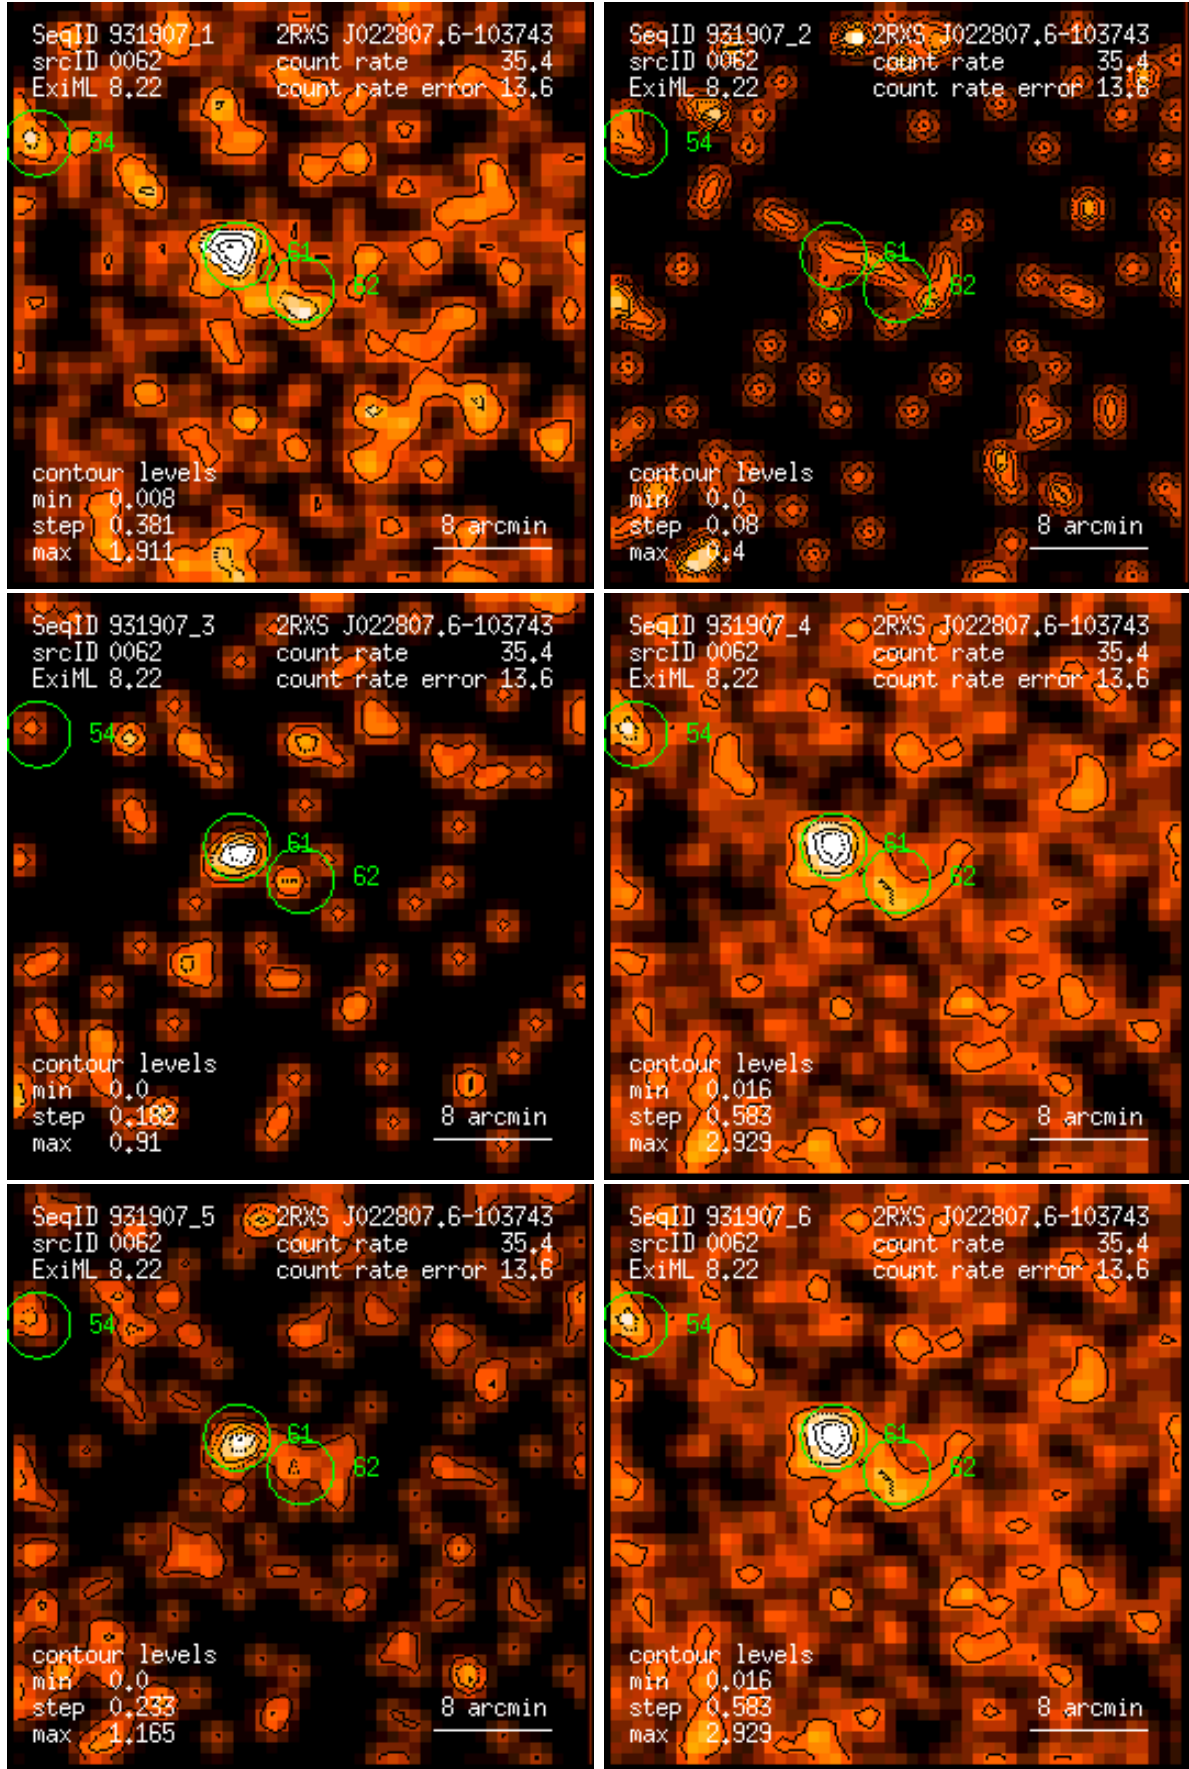 SeqID 931907_1 2RXS J022807.6-103743
srcID 0062 count rate 35.4
ExiML 8.22 count rate error 13.6
54
61
62
contour levels
min 0.008
step 0.381 8 arcmin
max 1.911
SeqID 931907_2 2RXS J022807.6-103743
srcID 0062 count rate 35.4
ExiML 8.22 count rate error 13.6
54
61
62
contour levels
min 0.0
step 0.08 8 arcmin
max 0.4
SeqID 931907_3 2RXS J022807.6-103743
srcID 0062 count rate 35.4
ExiML 8.22 count rate error 13.6
54
61
62
contour levels
min 0.0
step 0.182 8 arcmin
max 0.91
SeqID 931907_4 2RXS J022807.6-103743
srcID 0062 count rate 35.4
ExiML 8.22 count rate error 13.6
54
61
62
contour levels
min 0.016
step 0.583 8 arcmin
max 2.929
SeqID 931907_5 2RXS J022807.6-103743
srcID 0062 count rate 35.4
ExiML 8.22 count rate error 13.6
54
61
62
contour levels
min 0.0
step 0.233 8 arcmin
max 1.165
SeqID 931907_6 2RXS J022807.6-103743
srcID 0062 count rate 35.4
ExiML 8.22 count rate error 13.6
54
61
62
contour levels
min 0.016
step 0.583 8 arcmin
max 2.929